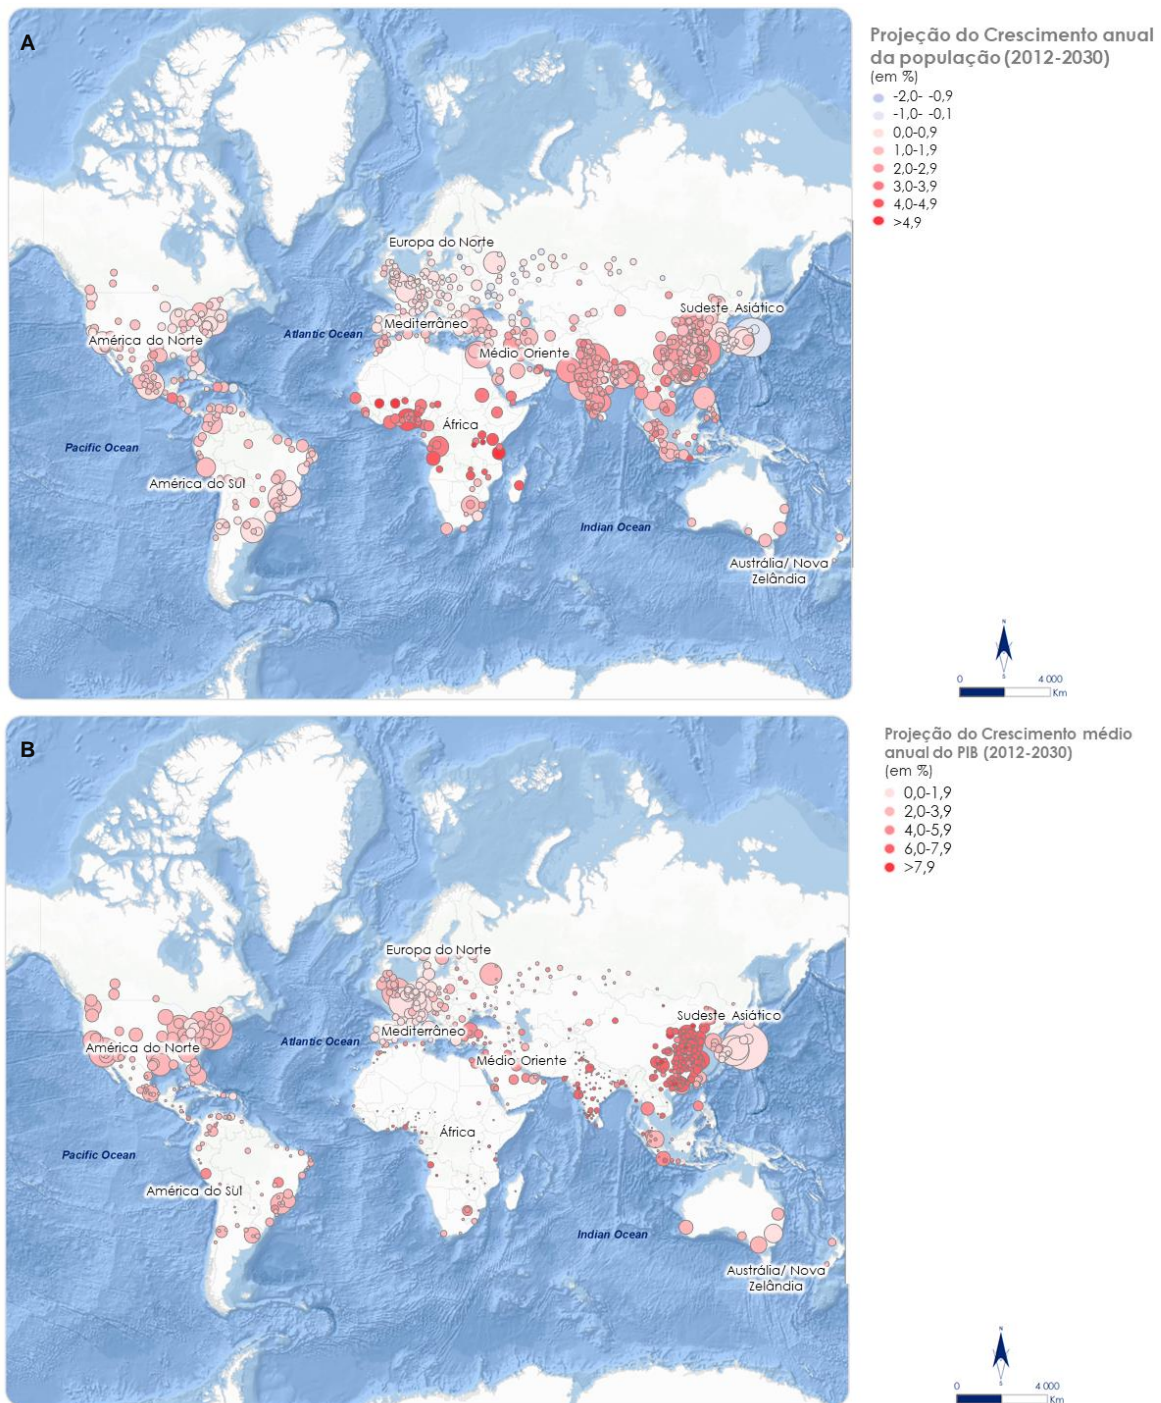 A
Projeção do Crescimento anual
da população (2012-2030)
(em %)
-2,0- -0,9
-1,0- -0,1
0,0-0,9
1,0-1,9
2,0-2,9
3,0-3,9
4,0-4,9
>4,9
Europa do Norte
Sudeste Asiático
Mediterrâneo
Atlantic Ocean
América do Norte
Médio Oriente
África
Pacific Ocean
América do Sul
Indian Ocean
Austrália/ Nova
Zelândia
N
S
0 4 000
Km
B
Projeção do Crescimento médio
anual do PIB (2012-2030)
(em %)
0,0-1,9
2,0-3,9
4,0-5,9
6,0-7,9
>7,9
Europa do Norte
Sudeste Asiático
Mediterrâneo
Atlantic Ocean
América do Norte
Médio Oriente
África
Pacific Ocean
América do Sul
Indian Ocean
Austrália/ Nova
Zelândia
N
S
0 4 000
Km